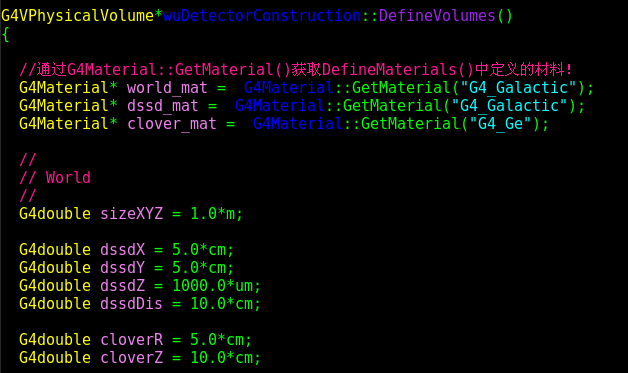 G4VPhysicalVolume*wuDetectorConstruction::DefineVolumes()
{
//通过G4Material::GetMaterial()获取DefineMaterials()中定义的材料!
G4Material* world_mat =  G4Material::GetMaterial("G4_Galactic");
G4Material* dssd_mat =  G4Material::GetMaterial("G4_Galactic");
G4Material* clover_mat =  G4Material::GetMaterial("G4_Ge");
//
// World
//
G4double sizeXYZ = 1.0*m;
G4double dssdX = 5.0*cm;
G4double dssdY = 5.0*cm;
G4double dssdZ = 1000.0*um;
G4double dssdDis = 10.0*cm;
G4double cloverR = 5.0*cm;
G4double cloverZ = 10.0*cm;